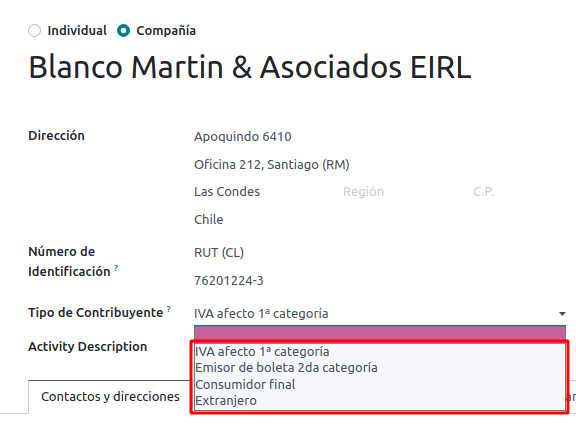 Individual Compañía
Blanco Martin & Asociados EIRL
Dirección Apoquindo 6410
Oficina 212, Santiago (RM)
Las Condes Región C.P.
Chile
Número de Identificación ? RUT (CL)
76201224-3
Tipo de Contribuyente ? IVA afecto 1ª categoría
Activity Description
IVA afecto 1ª categoría
Emisor de boleta 2da categoría
Consumidor final
Extranjero
Contactos y direcciones